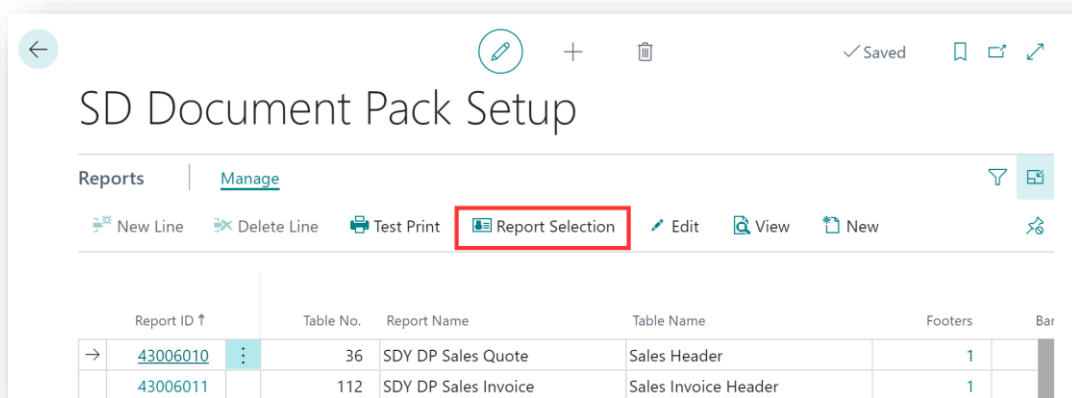 Saved
SD Document Pack Setup
Reports Manage
New Line Delete Line Test Print Report Selection Edit View New
Report ID ↑ Table No. Report Name Table Name Footers Bar
43006010 36 SDY DP Sales Quote Sales Header 1
43006011 112 SDY DP Sales Invoice Sales Invoice Header 1